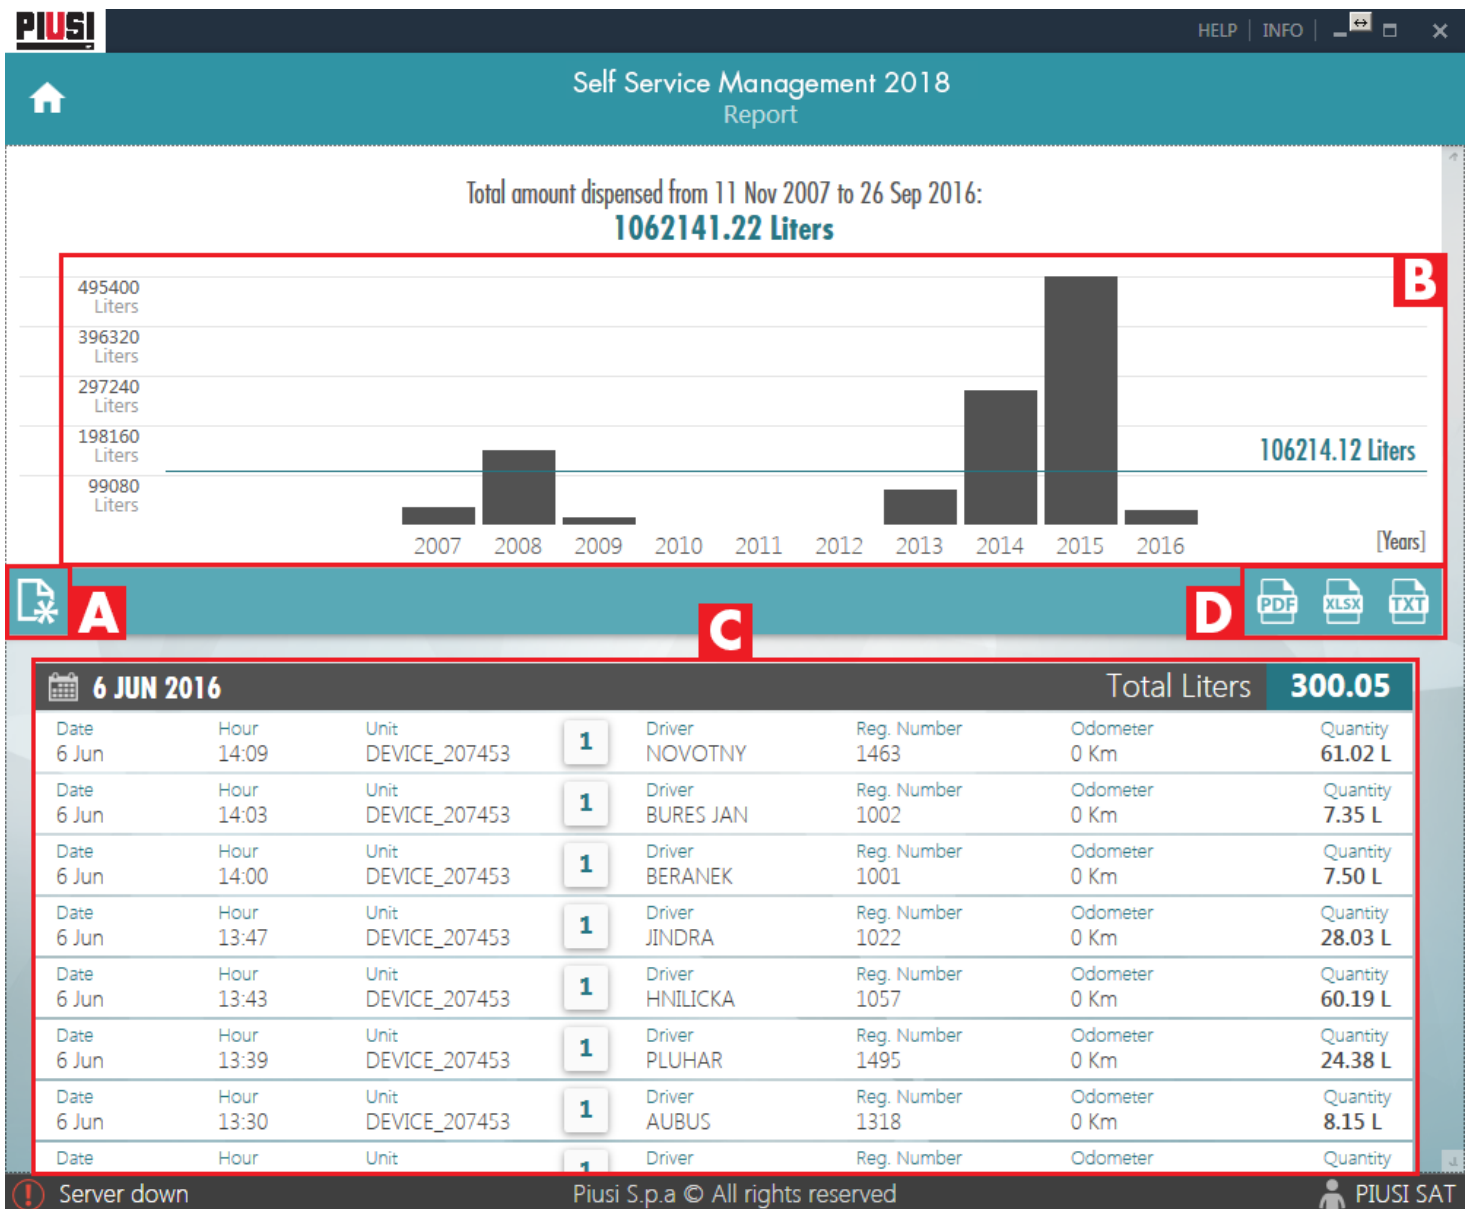 PIUSI
HELP | INFO |
Self Service Management 2018
Report
Total amount dispensed from 11 Nov 2007 to 26 Sep 2016:
1062141.22 Liters
B
495400
Liters
396320
Liters
297240
Liters
198160
Liters
106214.12 Liters
99080
Liters
2007 2008 2009 2010 2011 2012 2013 2014 2015 2016 [Years]
A
C
D
PDF XLSX TXT
6 JUN 2016 Total Liters 300.05
Date Hour Unit Driver Reg. Number Odometer Quantity
6 Jun 14:09 DEVICE_207453 1 NOVOTNY 1463 0 Km 61.02 L
Date Hour Unit Driver Reg. Number Odometer Quantity
6 Jun 14:03 DEVICE_207453 1 BURES JAN 1002 0 Km 7.35 L
Date Hour Unit Driver Reg. Number Odometer Quantity
6 Jun 14:00 DEVICE_207453 1 BERANEK 1001 0 Km 7.50 L
Date Hour Unit Driver Reg. Number Odometer Quantity
6 Jun 13:47 DEVICE_207453 1 JINDRA 1022 0 Km 28.03 L
Date Hour Unit Driver Reg. Number Odometer Quantity
6 Jun 13:43 DEVICE_207453 1 HNILICKA 1057 0 Km 60.19 L
Date Hour Unit Driver Reg. Number Odometer Quantity
6 Jun 13:39 DEVICE_207453 1 PLUHAR 1495 0 Km 24.38 L
Date Hour Unit Driver Reg. Number Odometer Quantity
6 Jun 13:30 DEVICE_207453 1 AUBUS 1318 0 Km 8.15 L
Date Hour Unit 1 Driver Reg. Number Odometer Quantity
Server down Piusi S.p.a © All rights reserved PIUSI SAT